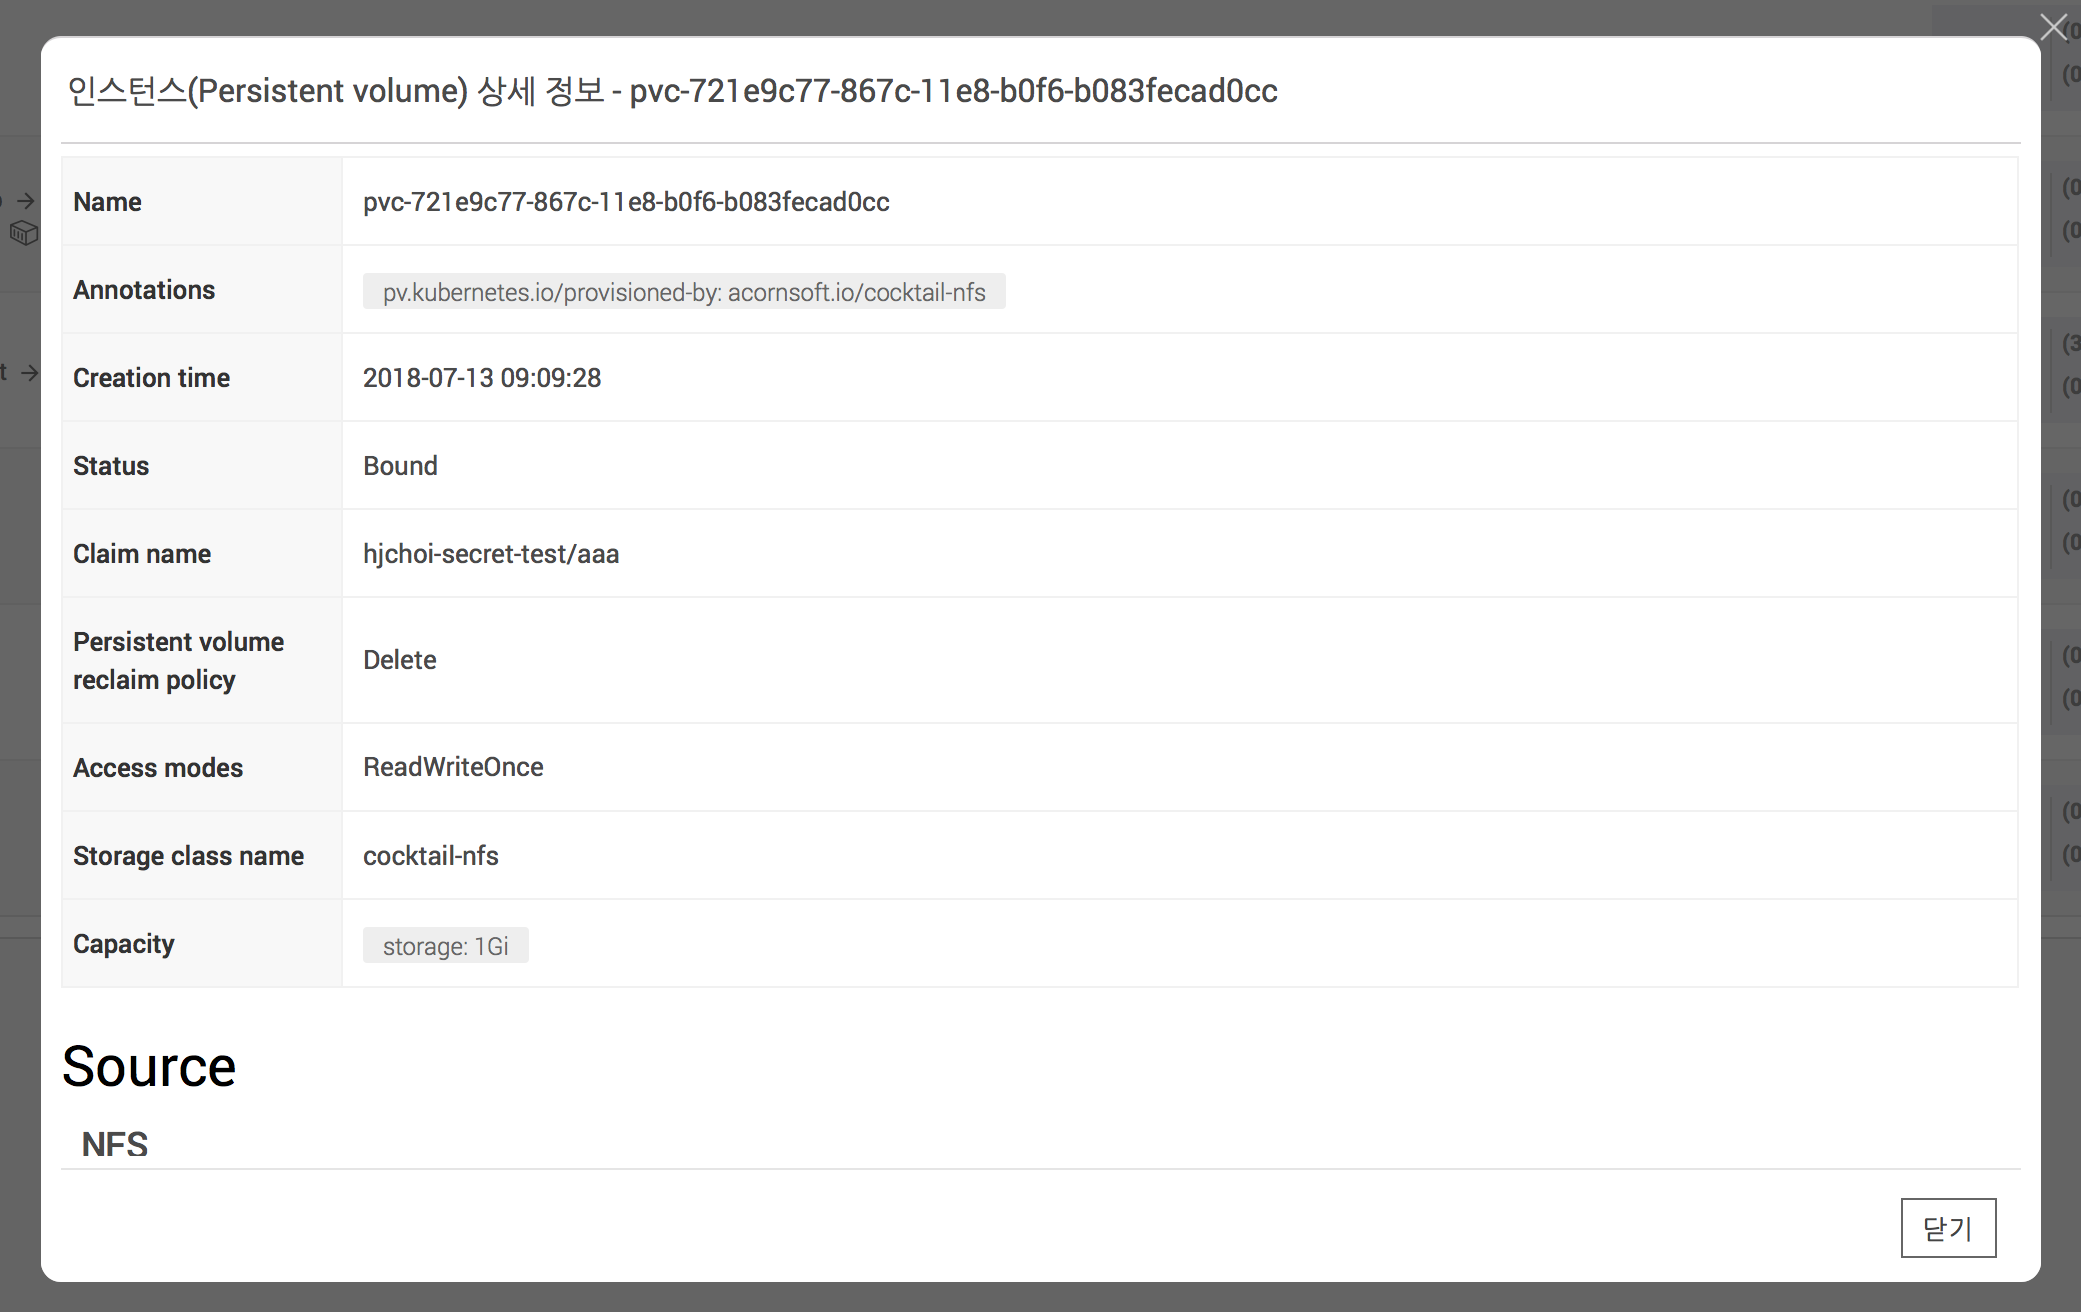 인스턴스(Persistent volume) 상세 정보 - pvc-721e9c77-867c-11e8-b0f6-b083fecad0cc
Name
pvc-721e9c77-867c-11e8-b0f6-b083fecad0cc
Annotations
pv.kubernetes.io/provisioned-by: acornsoft.io/cocktail-nfs
Creation time
2018-07-13 09:09:28
Status
Bound
Claim name
hjchoi-secret-test/aaa
Persistent volume
reclaim policy
Delete
Access modes
ReadWriteOnce
Storage class name
cocktail-nfs
Capacity
storage: 1Gi
Source
NFS
닫기